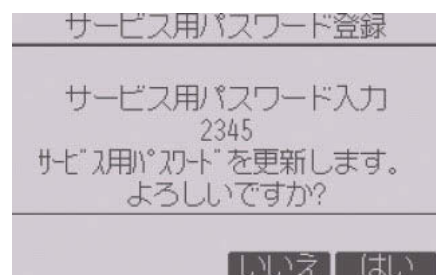 サービス用パスワード登録
サービス用パスワード入力
2345
ｻｰﾋﾞｽ用ﾊﾟｽﾜｰﾄﾞを更新します。
よろしいですか?
いいえ はい